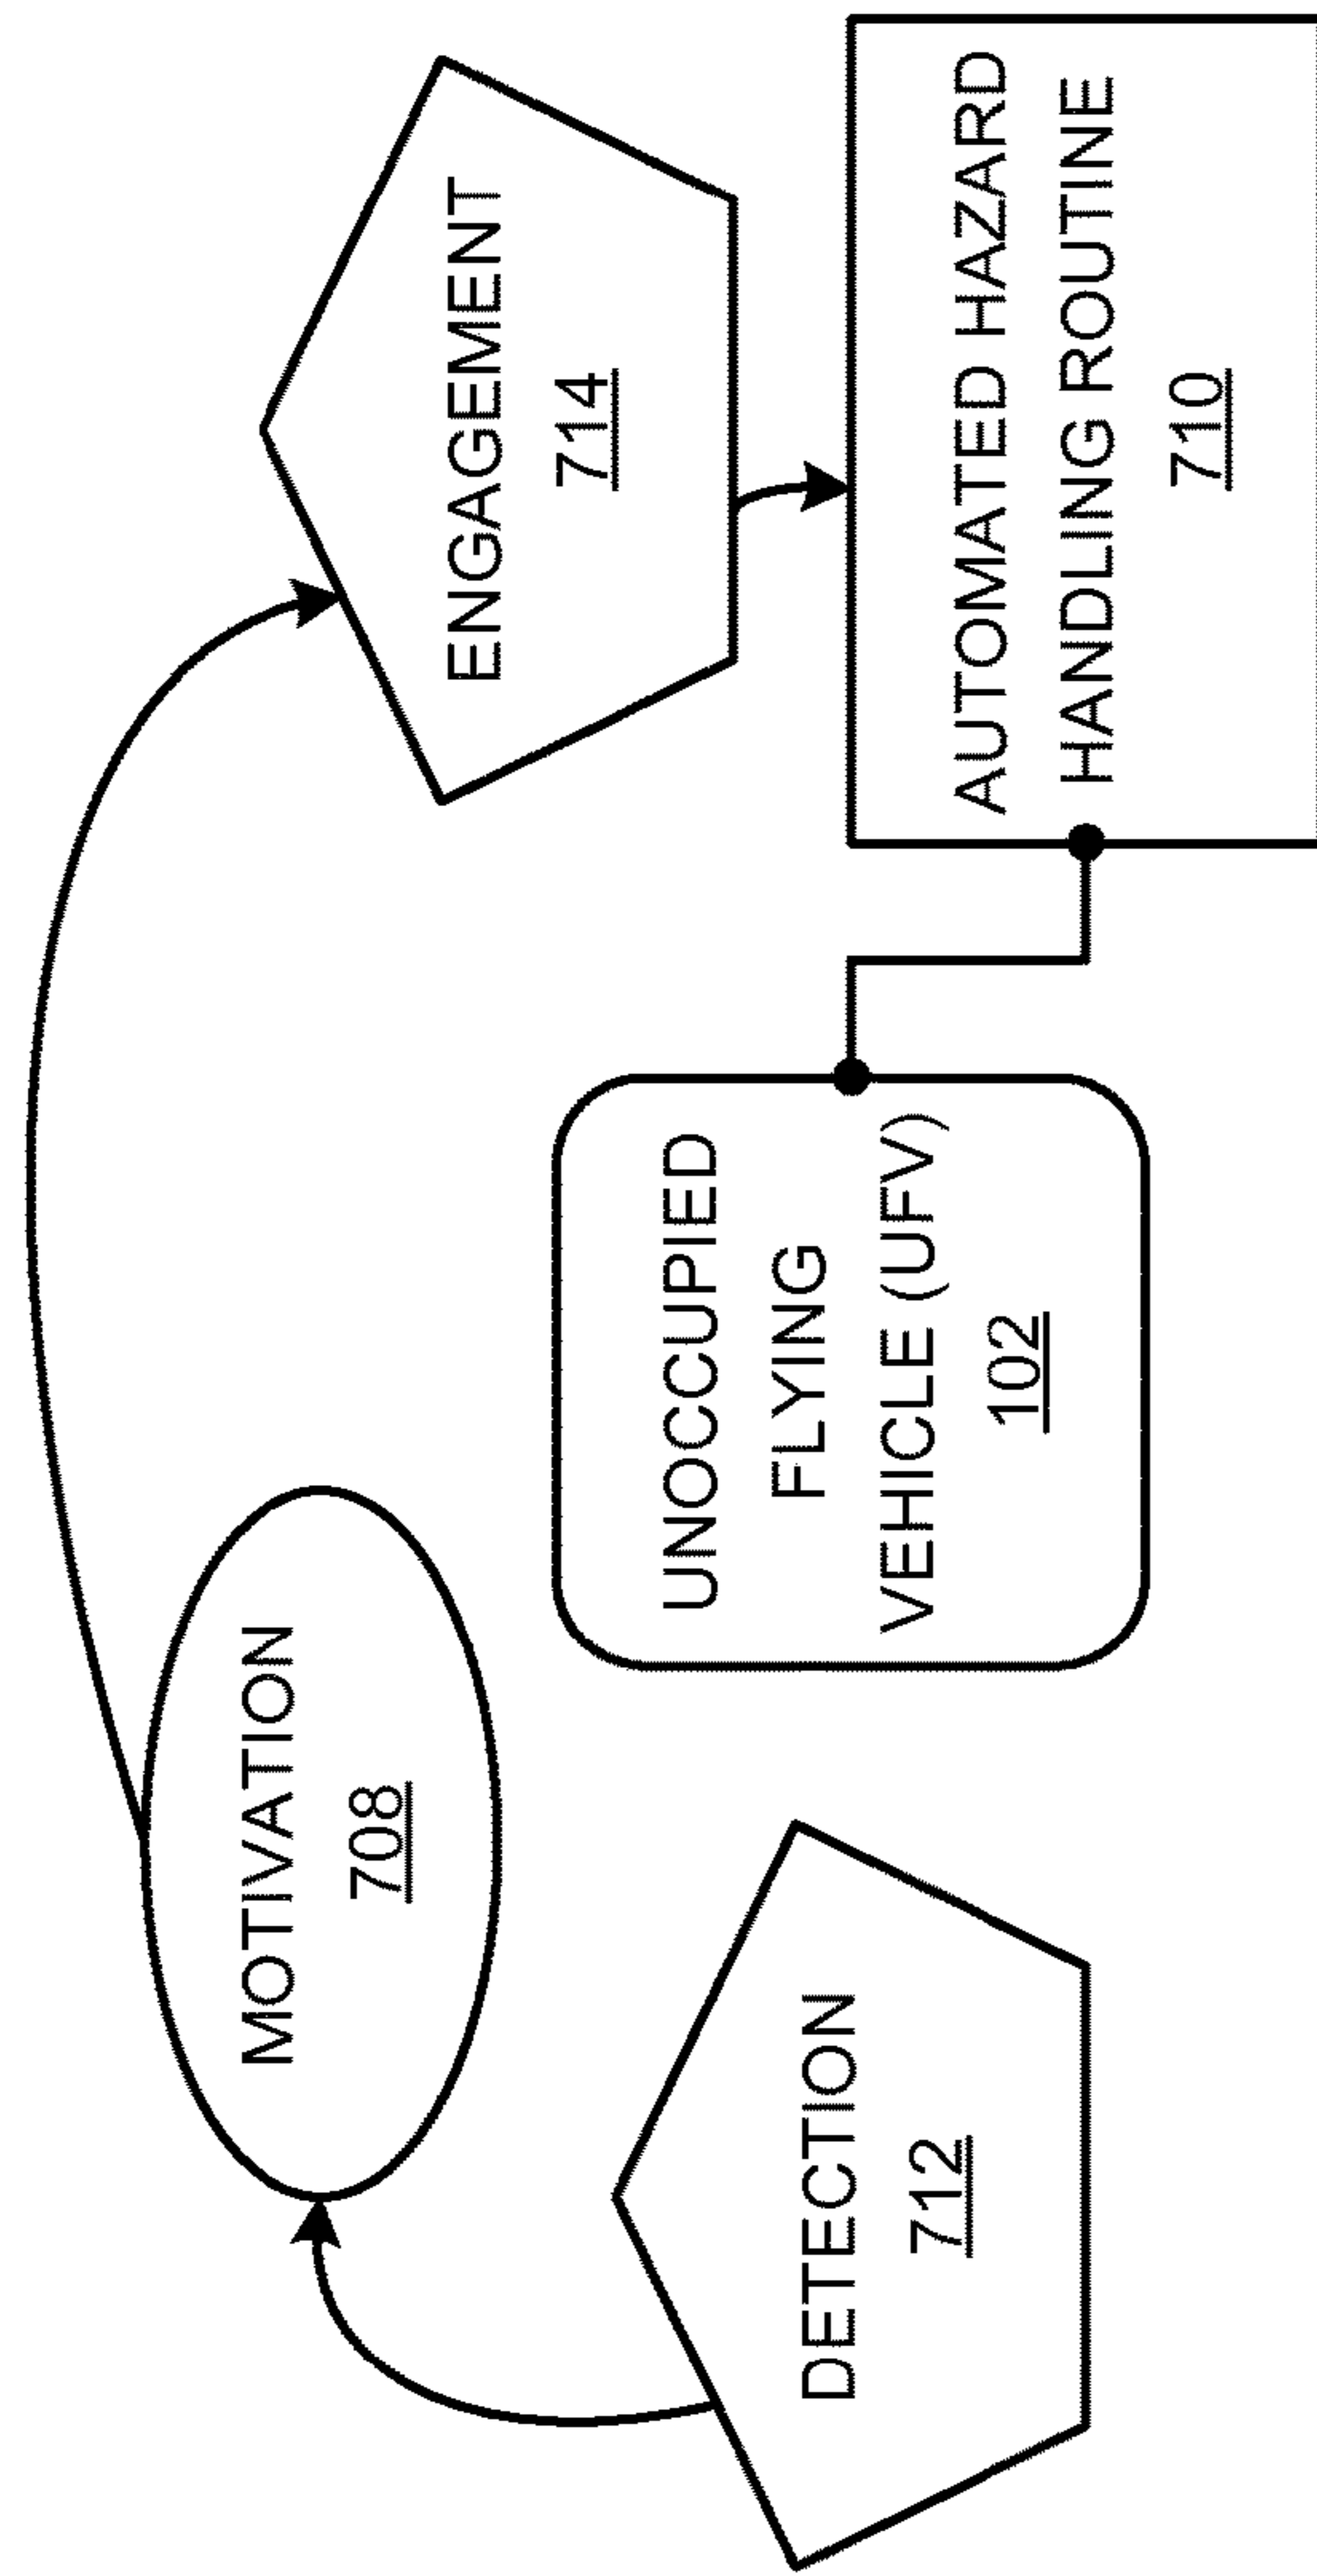 MOTIVATION
708
ENGAGEMENT
714
DETECTION
712
UNOCCUPIED
FLYING
VEHICLE (UFV)
102
AUTOMATED HAZARD
HANDLING ROUTINE
710